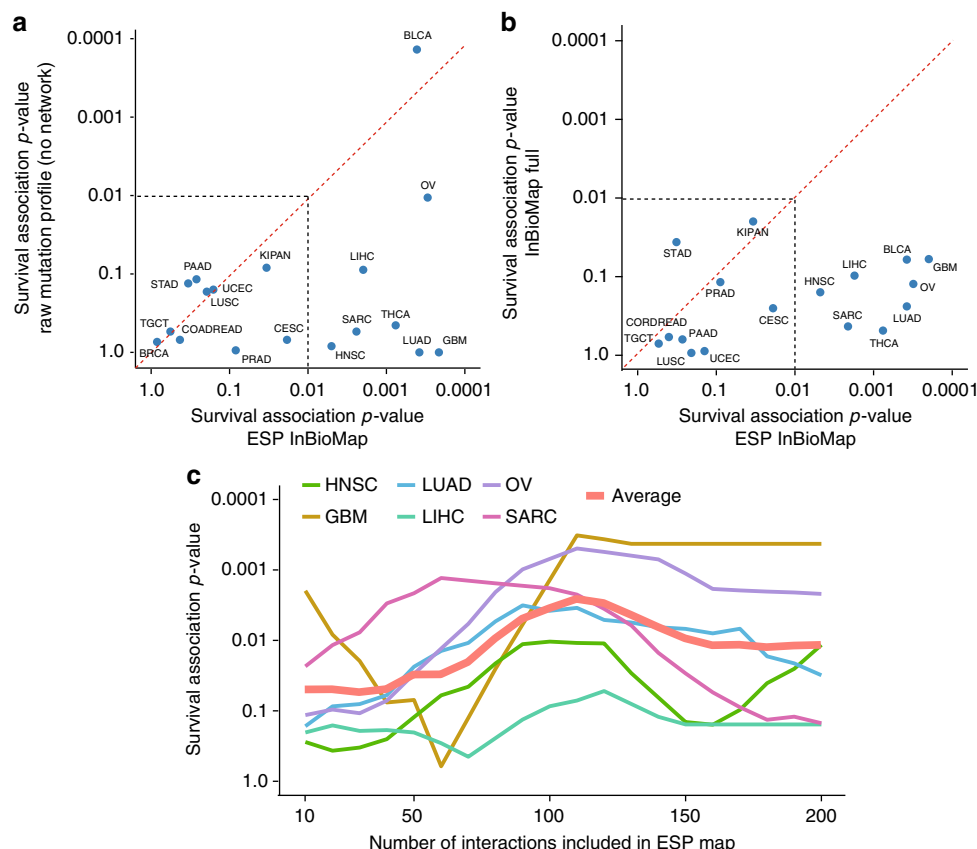 a
Survival association p-value
raw mutation profile (no network)
0.0001
0.001
0.01
0.1
1.0
BLCA
OV
KIPAN
LIHC
PAAD
STAD
UCEC
LUSC
TGCT
COADREAD
BRCA
PRAD
CESC
SARC
THCA
HNSC
LUAD
GBM
1.0 0.1 0.01 0.001 0.0001
Survival association p-value
ESP InBioMap
b
Survival association p-value
InBioMap full
0.0001
0.001
0.01
0.1
1.0
KIPAN
STAD
PRAD
BLCA
GBM
LIHC
HNSC
OV
CESC
SARC
LUAD
THCA
CORDREAD
TGCT
PAAD
LUSC
UCEC
1.0 0.1 0.01 0.001 0.0001
Survival association p-value
ESP InBioMap
c
HNSC LUAD OV Average
GBM LIHC SARC
Survival association p-value
0.0001
0.001
0.01
0.1
1.0
10 50 100 150 200
Number of interactions included in ESP map